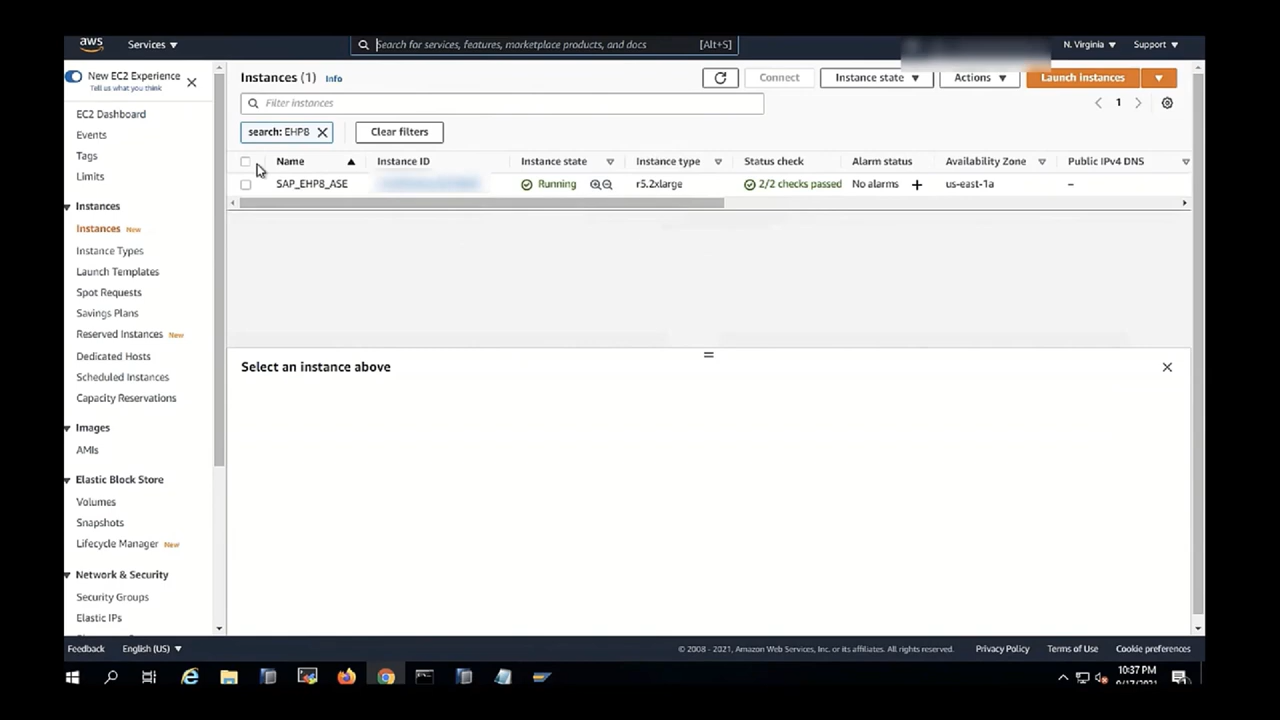 aws Services Search for services, features, marketplace products, and docs [Alt+S] N. Virginia Support
New EC2 Experience
Tell us what you think
EC2 Dashboard
Events
Tags
Limits
Instances
Instances New
Instance Types
Launch Templates
Spot Requests
Savings Plans
Reserved Instances New
Dedicated Hosts
Scheduled Instances
Capacity Reservations
Images
AMIs
Elastic Block Store
Volumes
Snapshots
Lifecycle Manager New
Network & Security
Security Groups
Elastic IPs
Instances (1) Info Connect Instance state Actions Launch instances
Filter instances 1
search: EHP8 Clear filters
Name Instance ID Instance state Instance type Status check Alarm status Availability Zone Public IPv4 DNS
SAP_EHP8_ASE Running r5.2xlarge 2/2 checks passed No alarms + us-east-1a –
Select an instance above
Feedback English (US) © 2008 - 2021, Amazon Web Services, Inc. or its affiliates. All rights reserved. Privacy Policy Terms of Use Cookie preferences
10:37 PM